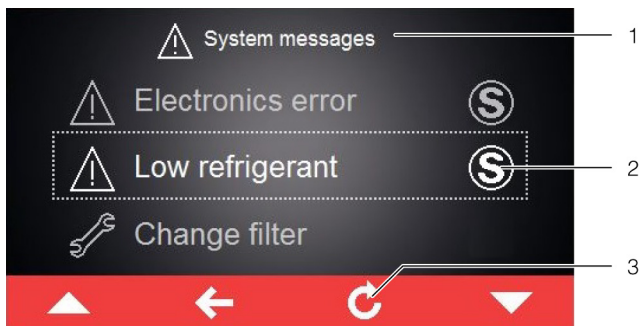 System messages
1
Electronics error
S
Low refrigerant
S
2
Change filter
3